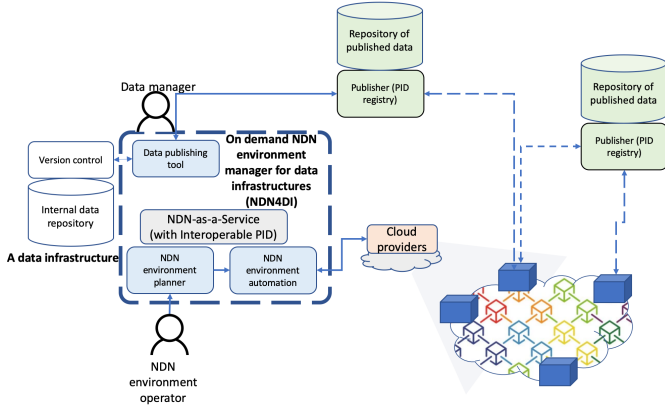 Repository of
published data
Publisher (PID
registry)
Repository of
published data
Publisher (PID
registry)
Data manager
Version control
Internal data
repository
A data infrastructure
Data publishing
tool
On demand NDN
environment
manager for data
infrastructures
(NDN4DI)
NDN-as-a-Service
(with Interoperable PID)
NDN
environment
planner
NDN
environment
automation
Cloud
providers
NDN
environment
operator